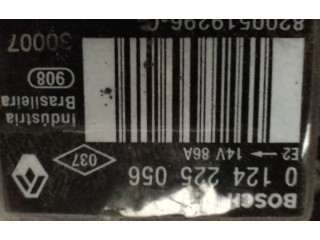 BOSCH
0 124 225 056
E2 ← 14V 86A
037
Indústria
Brasileira
908
30007
8200519296-C